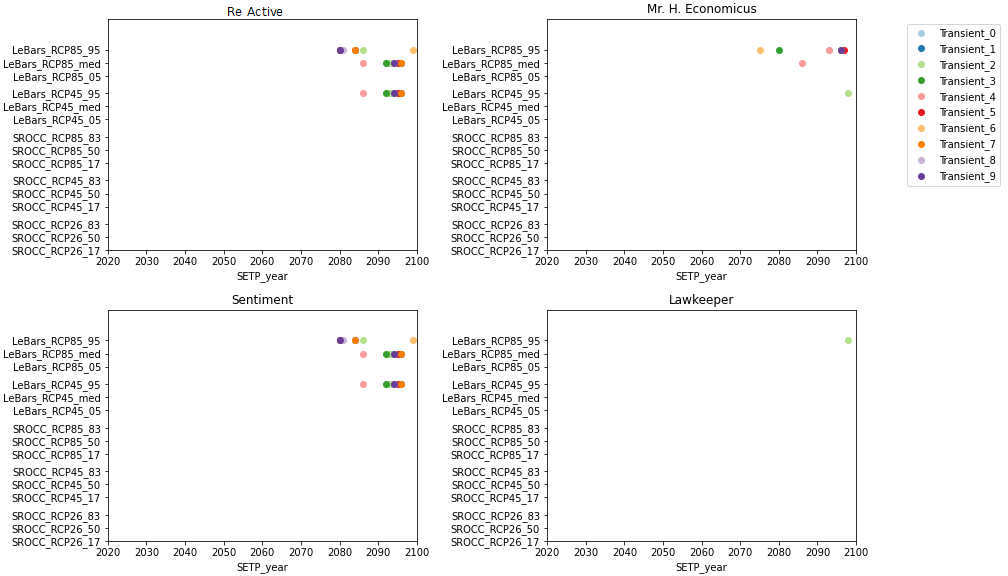 Re Active
LeBars_RCP85_95
LeBars_RCP85_med
LeBars_RCP85_05
LeBars_RCP45_95
LeBars_RCP45_med
LeBars_RCP45_05
SROCC_RCP85_83
SROCC_RCP85_50
SROCC_RCP85_17
SROCC_RCP45_83
SROCC_RCP45_50
SROCC_RCP45_17
SROCC_RCP26_83
SROCC_RCP26_50
SROCC_RCP26_17
2020 2030 2040 2050 2060 2070 2080 2090 2100
SETP_year
Mr. H. Economicus
LeBars_RCP85_95
LeBars_RCP85_med
LeBars_RCP85_05
LeBars_RCP45_95
LeBars_RCP45_med
LeBars_RCP45_05
SROCC_RCP85_83
SROCC_RCP85_50
SROCC_RCP85_17
SROCC_RCP45_83
SROCC_RCP45_50
SROCC_RCP45_17
SROCC_RCP26_83
SROCC_RCP26_50
SROCC_RCP26_17
2020 2030 2040 2050 2060 2070 2080 2090 2100
SETP_year
Transient_0
Transient_1
Transient_2
Transient_3
Transient_4
Transient_5
Transient_6
Transient_7
Transient_8
Transient_9
Sentiment
LeBars_RCP85_95
LeBars_RCP85_med
LeBars_RCP85_05
LeBars_RCP45_95
LeBars_RCP45_med
LeBars_RCP45_05
SROCC_RCP85_83
SROCC_RCP85_50
SROCC_RCP85_17
SROCC_RCP45_83
SROCC_RCP45_50
SROCC_RCP45_17
SROCC_RCP26_83
SROCC_RCP26_50
SROCC_RCP26_17
2020 2030 2040 2050 2060 2070 2080 2090 2100
SETP_year
Lawkeeper
LeBars_RCP85_95
LeBars_RCP85_med
LeBars_RCP85_05
LeBars_RCP45_95
LeBars_RCP45_med
LeBars_RCP45_05
SROCC_RCP85_83
SROCC_RCP85_50
SROCC_RCP85_17
SROCC_RCP45_83
SROCC_RCP45_50
SROCC_RCP45_17
SROCC_RCP26_83
SROCC_RCP26_50
SROCC_RCP26_17
2020 2030 2040 2050 2060 2070 2080 2090 2100
SETP_year